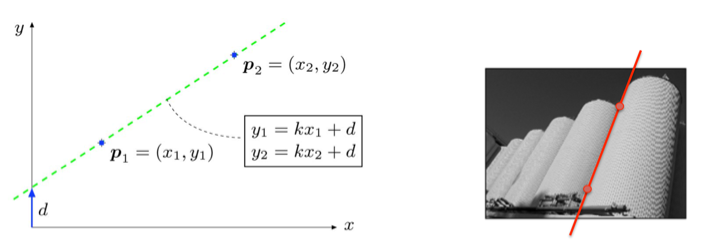 y
p₂ = (x₂, y₂)
y₁ = kx₁ + d
y₂ = kx₂ + d
p₁ = (x₁, y₁)
d
x